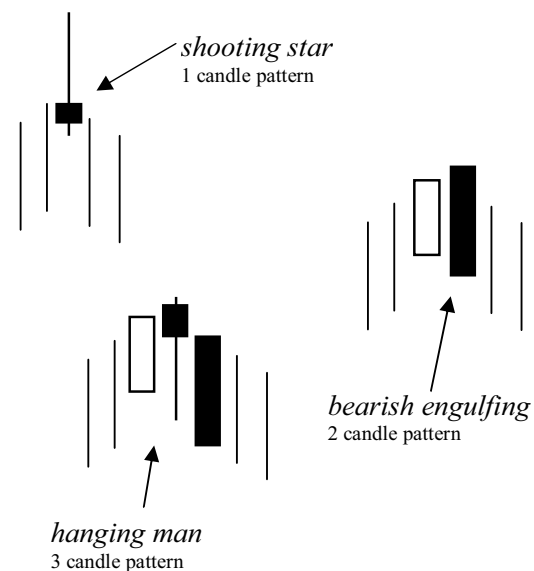 shooting star
1 candle pattern
bearish engulfing
2 candle pattern
hanging man
3 candle pattern